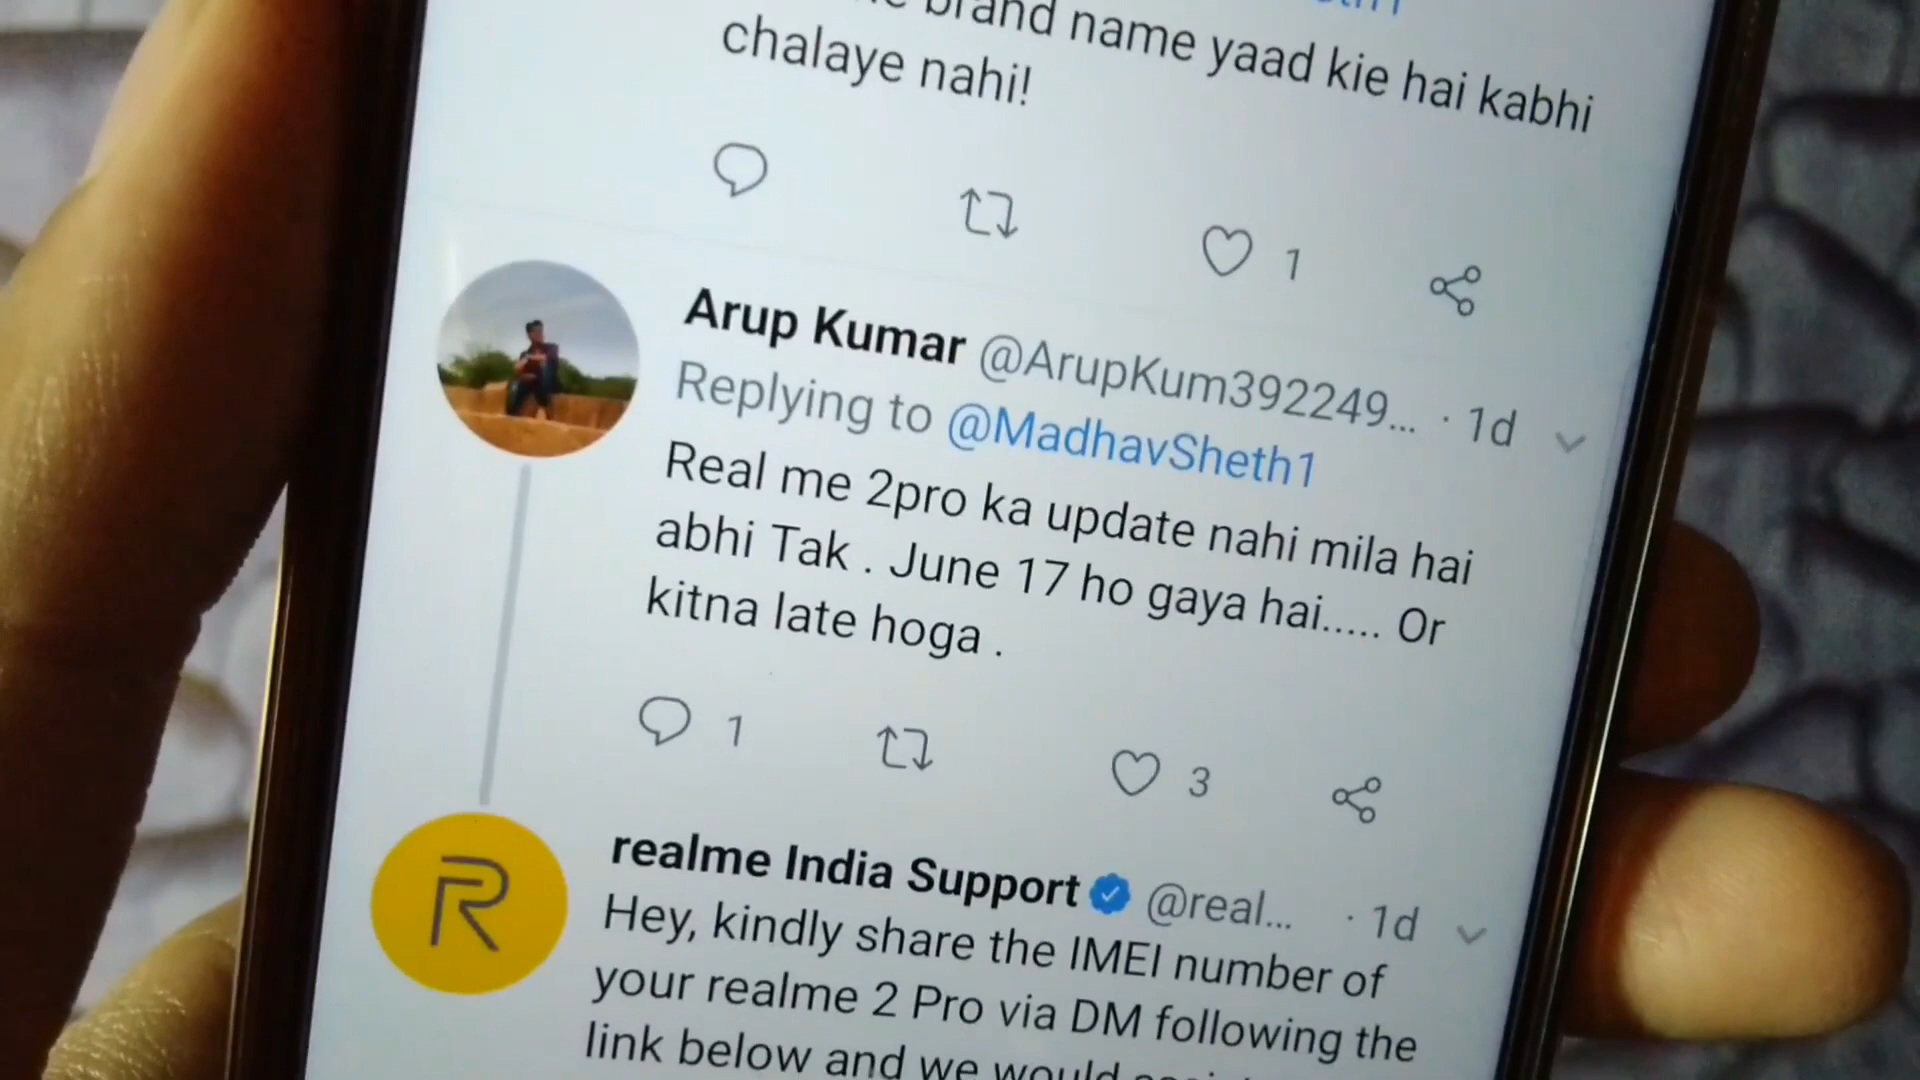 brand name yaad kie hai kabhi
chalaye nahi!
1
Arup Kumar @ArupKum392249... · 1d
Replying to @MadhavSheth1
Real me 2pro ka update nahi mila hai
abhi Tak . June 17 ho gaya hai..... Or
kitna late hoga .
1 3
realme India Support @real... · 1d
Hey, kindly share the IMEI number of
your realme 2 Pro via DM following the
link below and we would